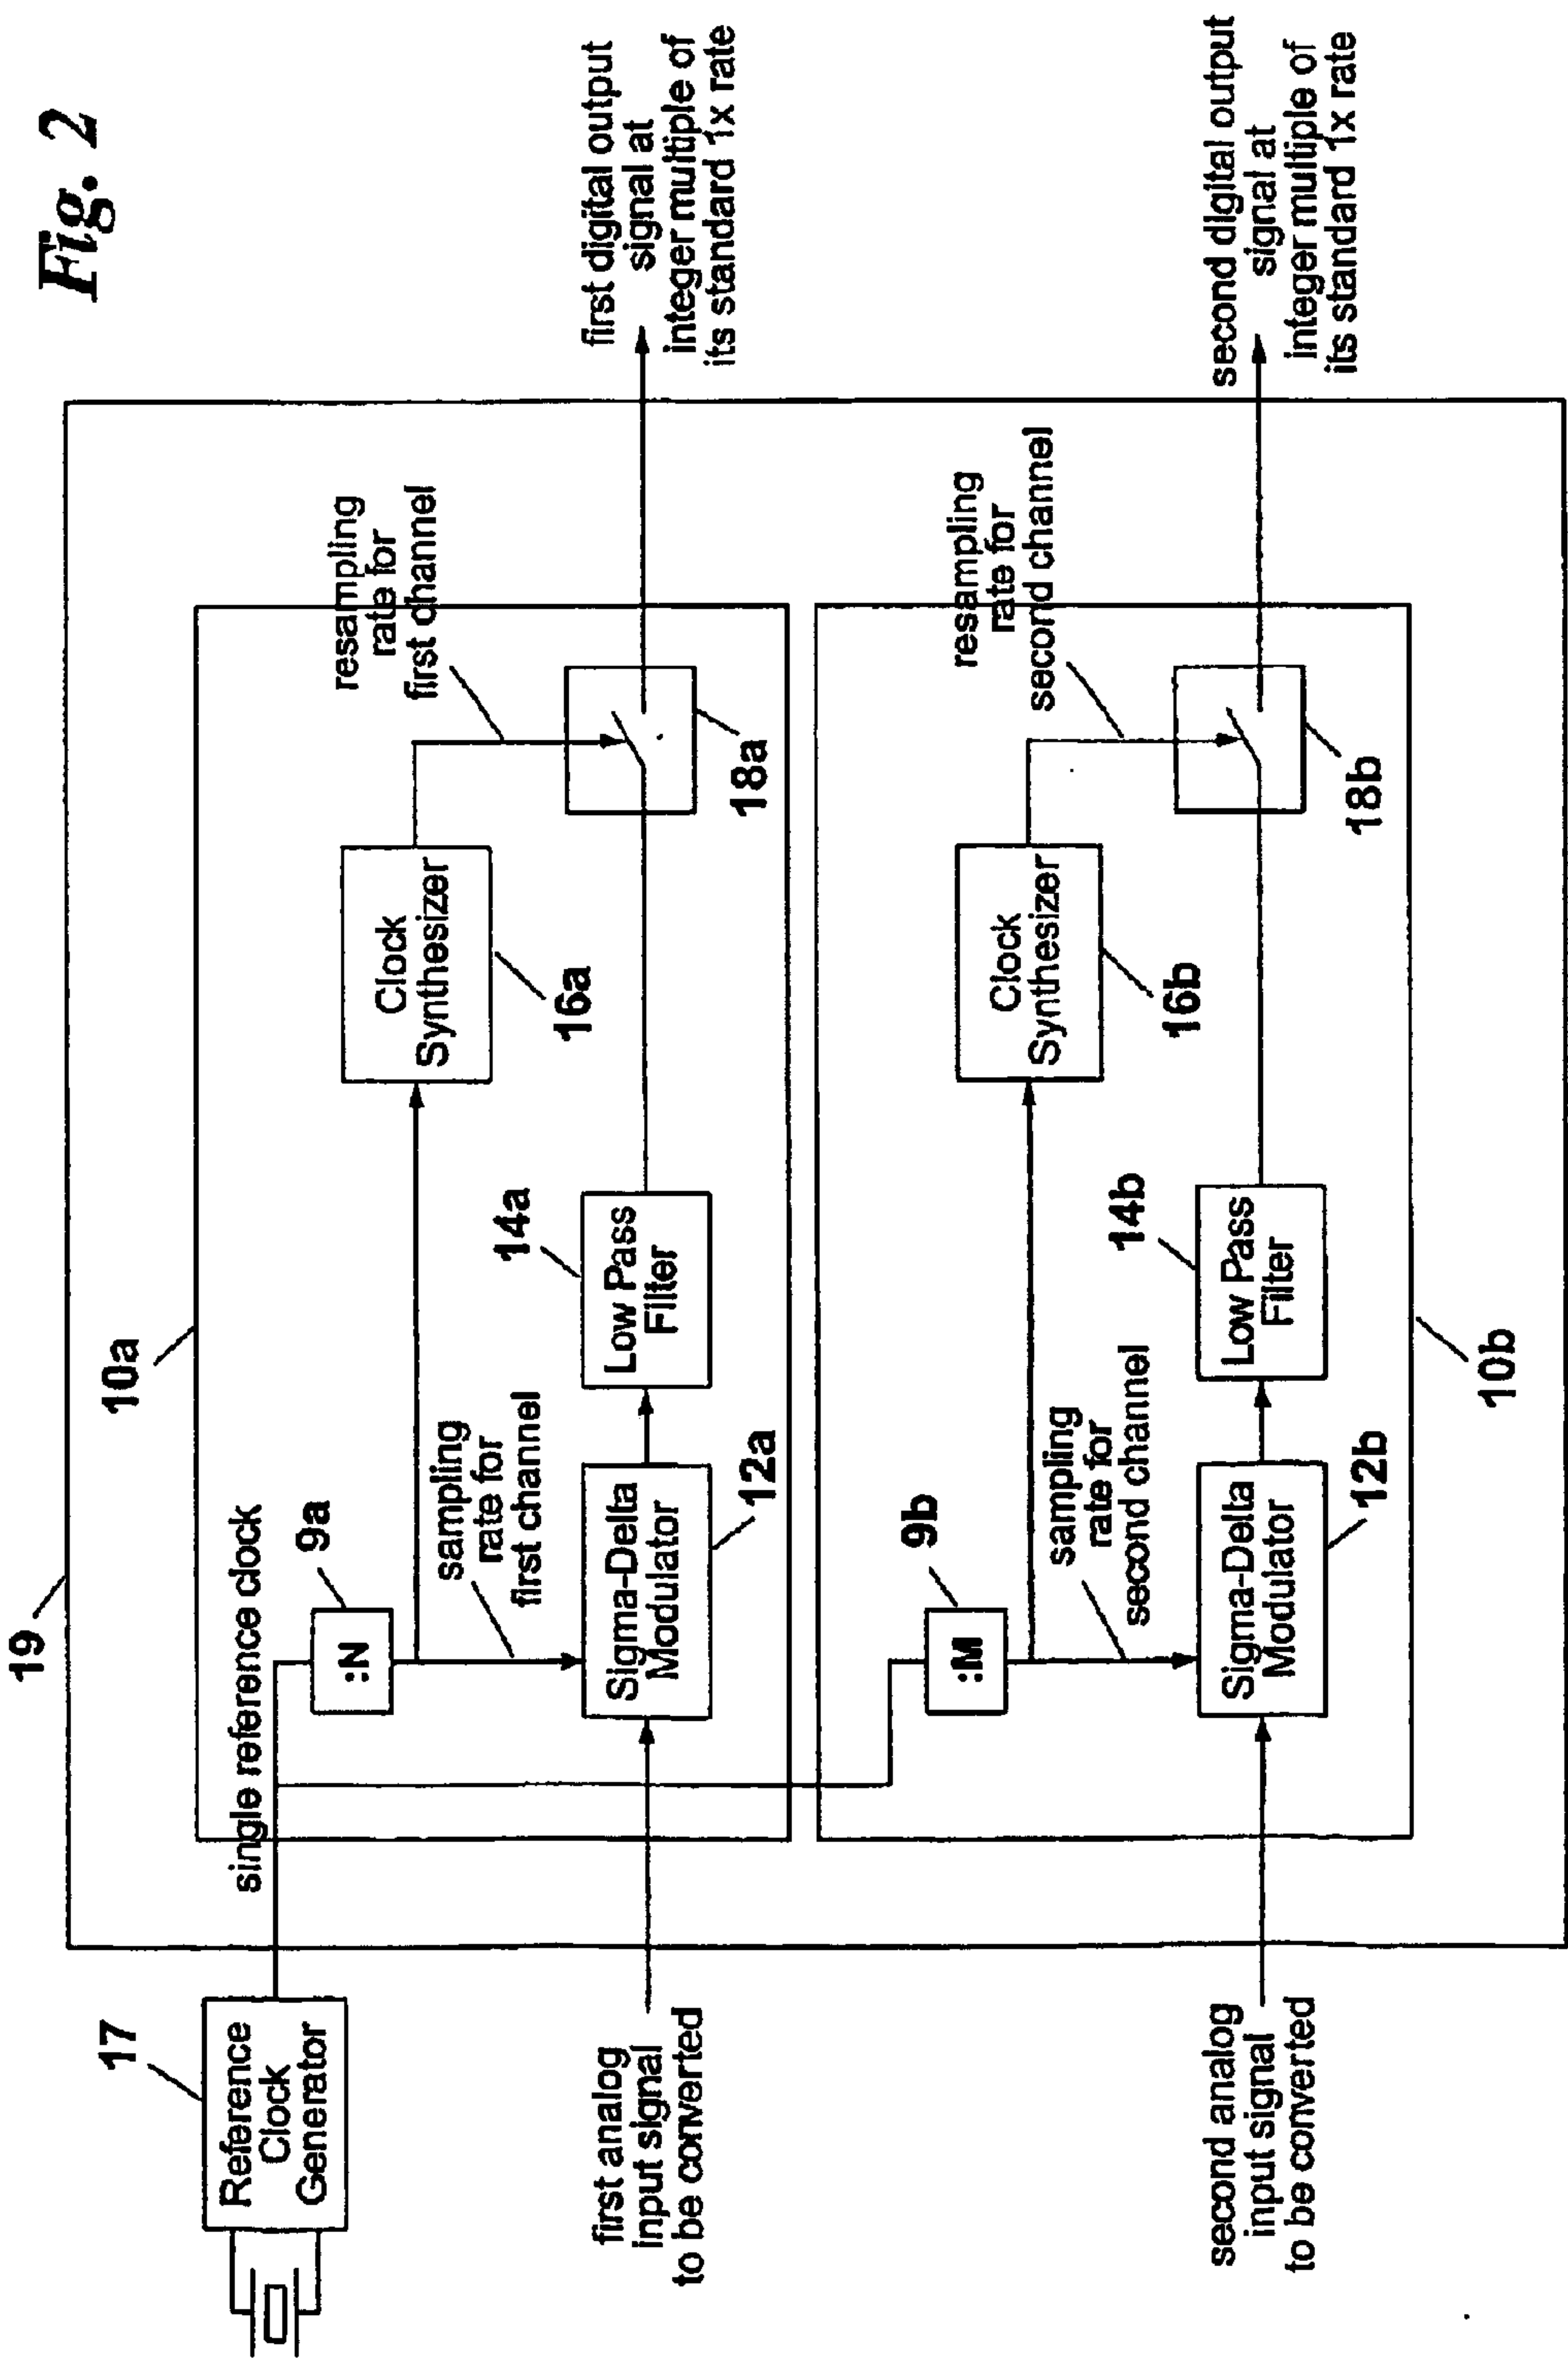 Fig. 2
19
10a
17
Reference
Clock
Generator
single reference clock
9a
:N
sampling
rate for
first channel
Clock
Synthesizer
16a
resampling
rate for
first channel
first analog
input signal
to be converted
Sigma-Delta
Modulator
12a
14a
Low Pass
Filter
18a
first digital output
signal at
integer multiple of
its standard 1x rate
9b
:M
sampling
rate for
second channel
Clock
Synthesizer
16b
resampling
rate for
second channel
second analog
input signal
to be converted
Sigma-Delta
Modulator
12b
14b
Low Pass
Filter
18b
second digital output
signal at
integer multiple of
its standard 1x rate
10b